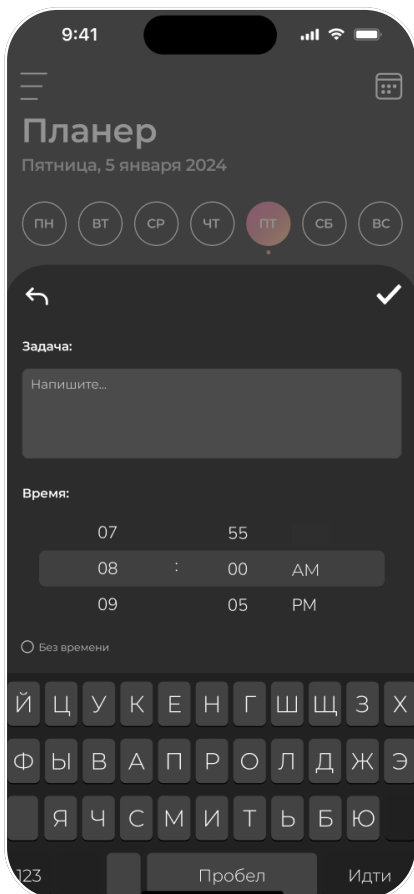 9:41
Планер
Пятница, 5 января 2024
ПН ВТ СР ЧТ ПТ СБ ВС
Задача:
Напишите...
Время:
07 55
08 : 00 AM
09 05 PM
Без времени
Й Ц У К Е Н Г Ш Щ З Х
Ф Ы В А П Р О Л Д Ж Э
Я Ч С М И Т Ь Б Ю
123 Пробел Идти